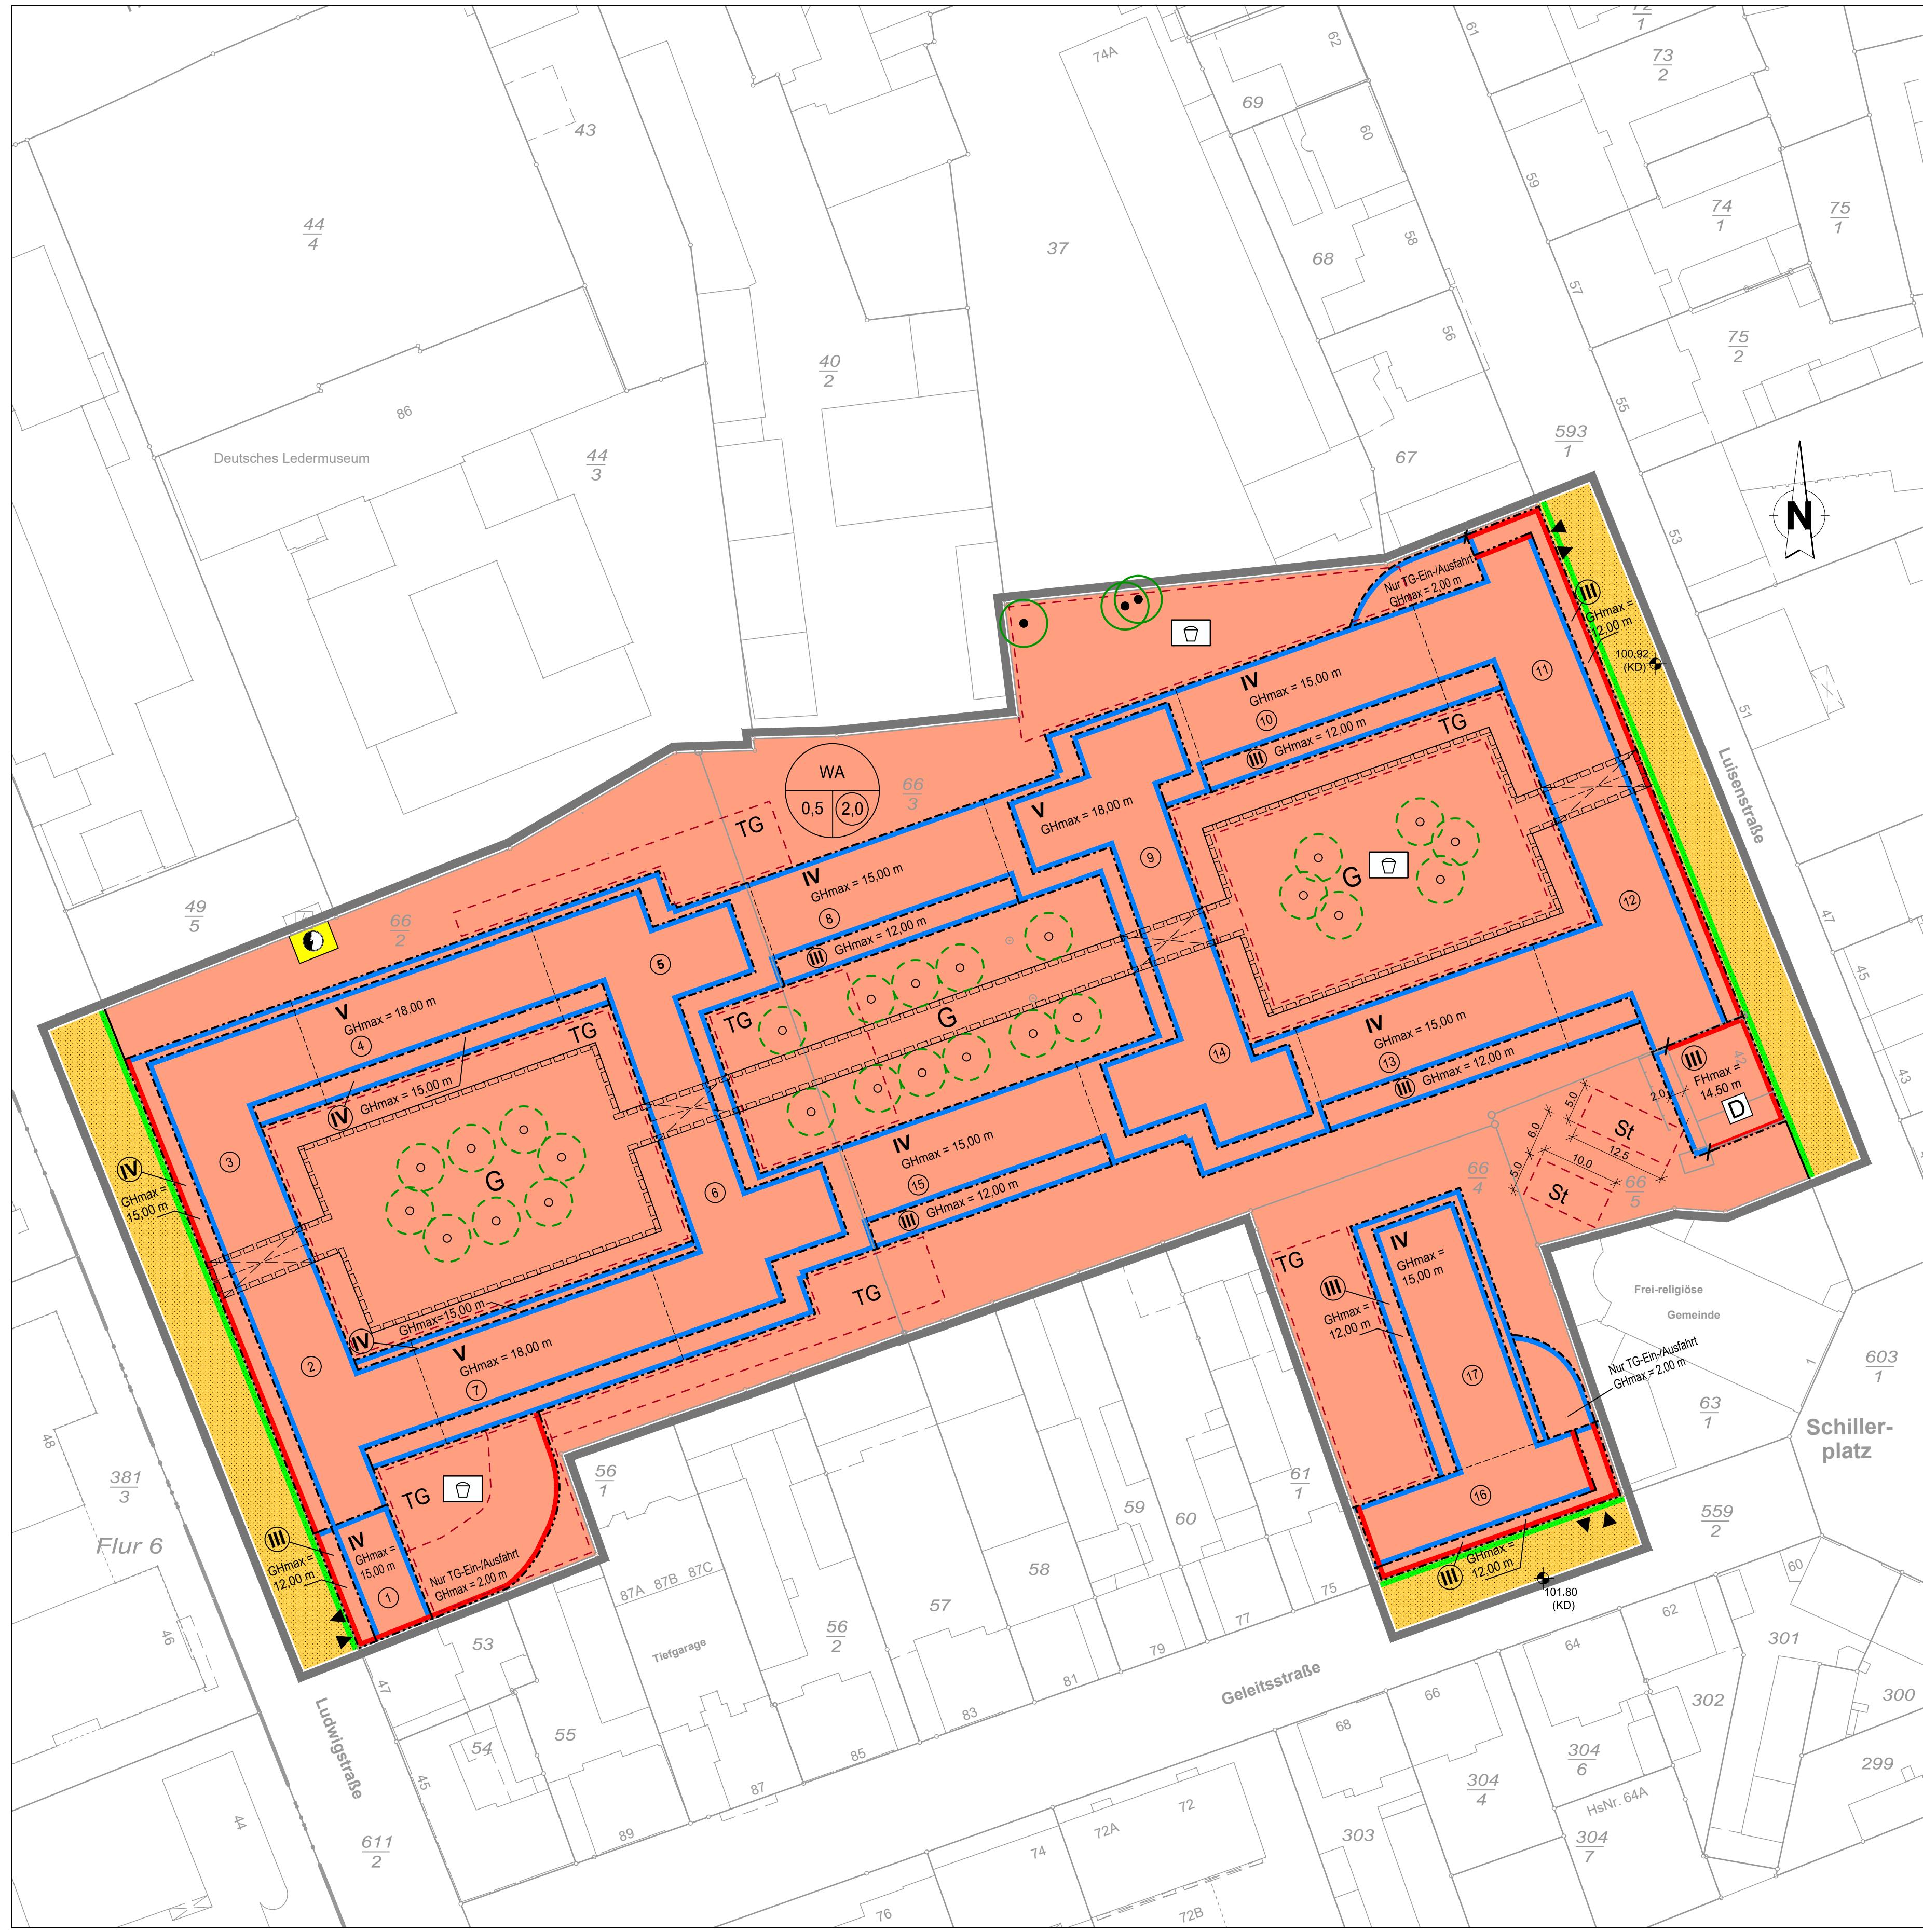 72
1
61
62
74A
73
2
69
60
43
59
74
1
75
1
44
4
37
68
58
57
75
2
56
40
2
55
86
593
1
Deutsches Ledermuseum
44
3
67
N
53
Nur TG-Ein-/Ausfahrt
GHmax = 2,00 m
III
GHmax =
12,00 m
100.92
(KD)
11
51
IV
GHmax = 15,00 m
10
TG
III
GHmax = 12,00 m
Luisenstraße
WA
0,5
2,0
66
3
V
GHmax = 18,00 m
TG
9
G
IV
GHmax = 15,00 m
8
12
49
5
66
2
47
III
GHmax = 12,00 m
5
45
V
GHmax = 18,00 m
4
TG
TG
G
IV
GHmax = 15,00 m
13
14
III
GHmax = 12,00 m
III
FHmax =
14,50 m
42
D
43
2.0
IV
GHmax = 15,00 m
5.0
St
6.0
12.5
10.0
5.0
St
3
IV
GHmax =
15,00 m
G
6
IV
GHmax = 15,00 m
15
III
GHmax = 12,00 m
66
4
66
5
TG
IV
GHmax =
15,00 m
III
GHmax =
12,00 m
TG
Frei-religiöse
Gemeinde
GHmax=15,00 m
IV
2
V
GHmax = 18,00 m
7
17
Nur TG-Ein-/Ausfahrt
GHmax = 2,00 m
1
603
1
63
1
Schiller-
platz
48
381
3
56
1
61
1
TG
16
59
60
559
2
Flur 6
III
GHmax =
12,00 m
IV
GHmax =
15,00 m
1
Nur TG-Ein-/Ausfahrt
GHmax = 2,00 m
III
GHmax =
12,00 m
101.80
(KD)
87A
87B
87C
58
57
75
60
62
77
56
2
46
53
Tiefgarage
79
64
301
81
Geleitsstraße
66
302
300
47
Ludwigstraße
83
68
55
54
85
304
6
299
45
87
304
4
HsNr. 64A
72
44
89
72A
303
304
7
611
2
74
76
72B